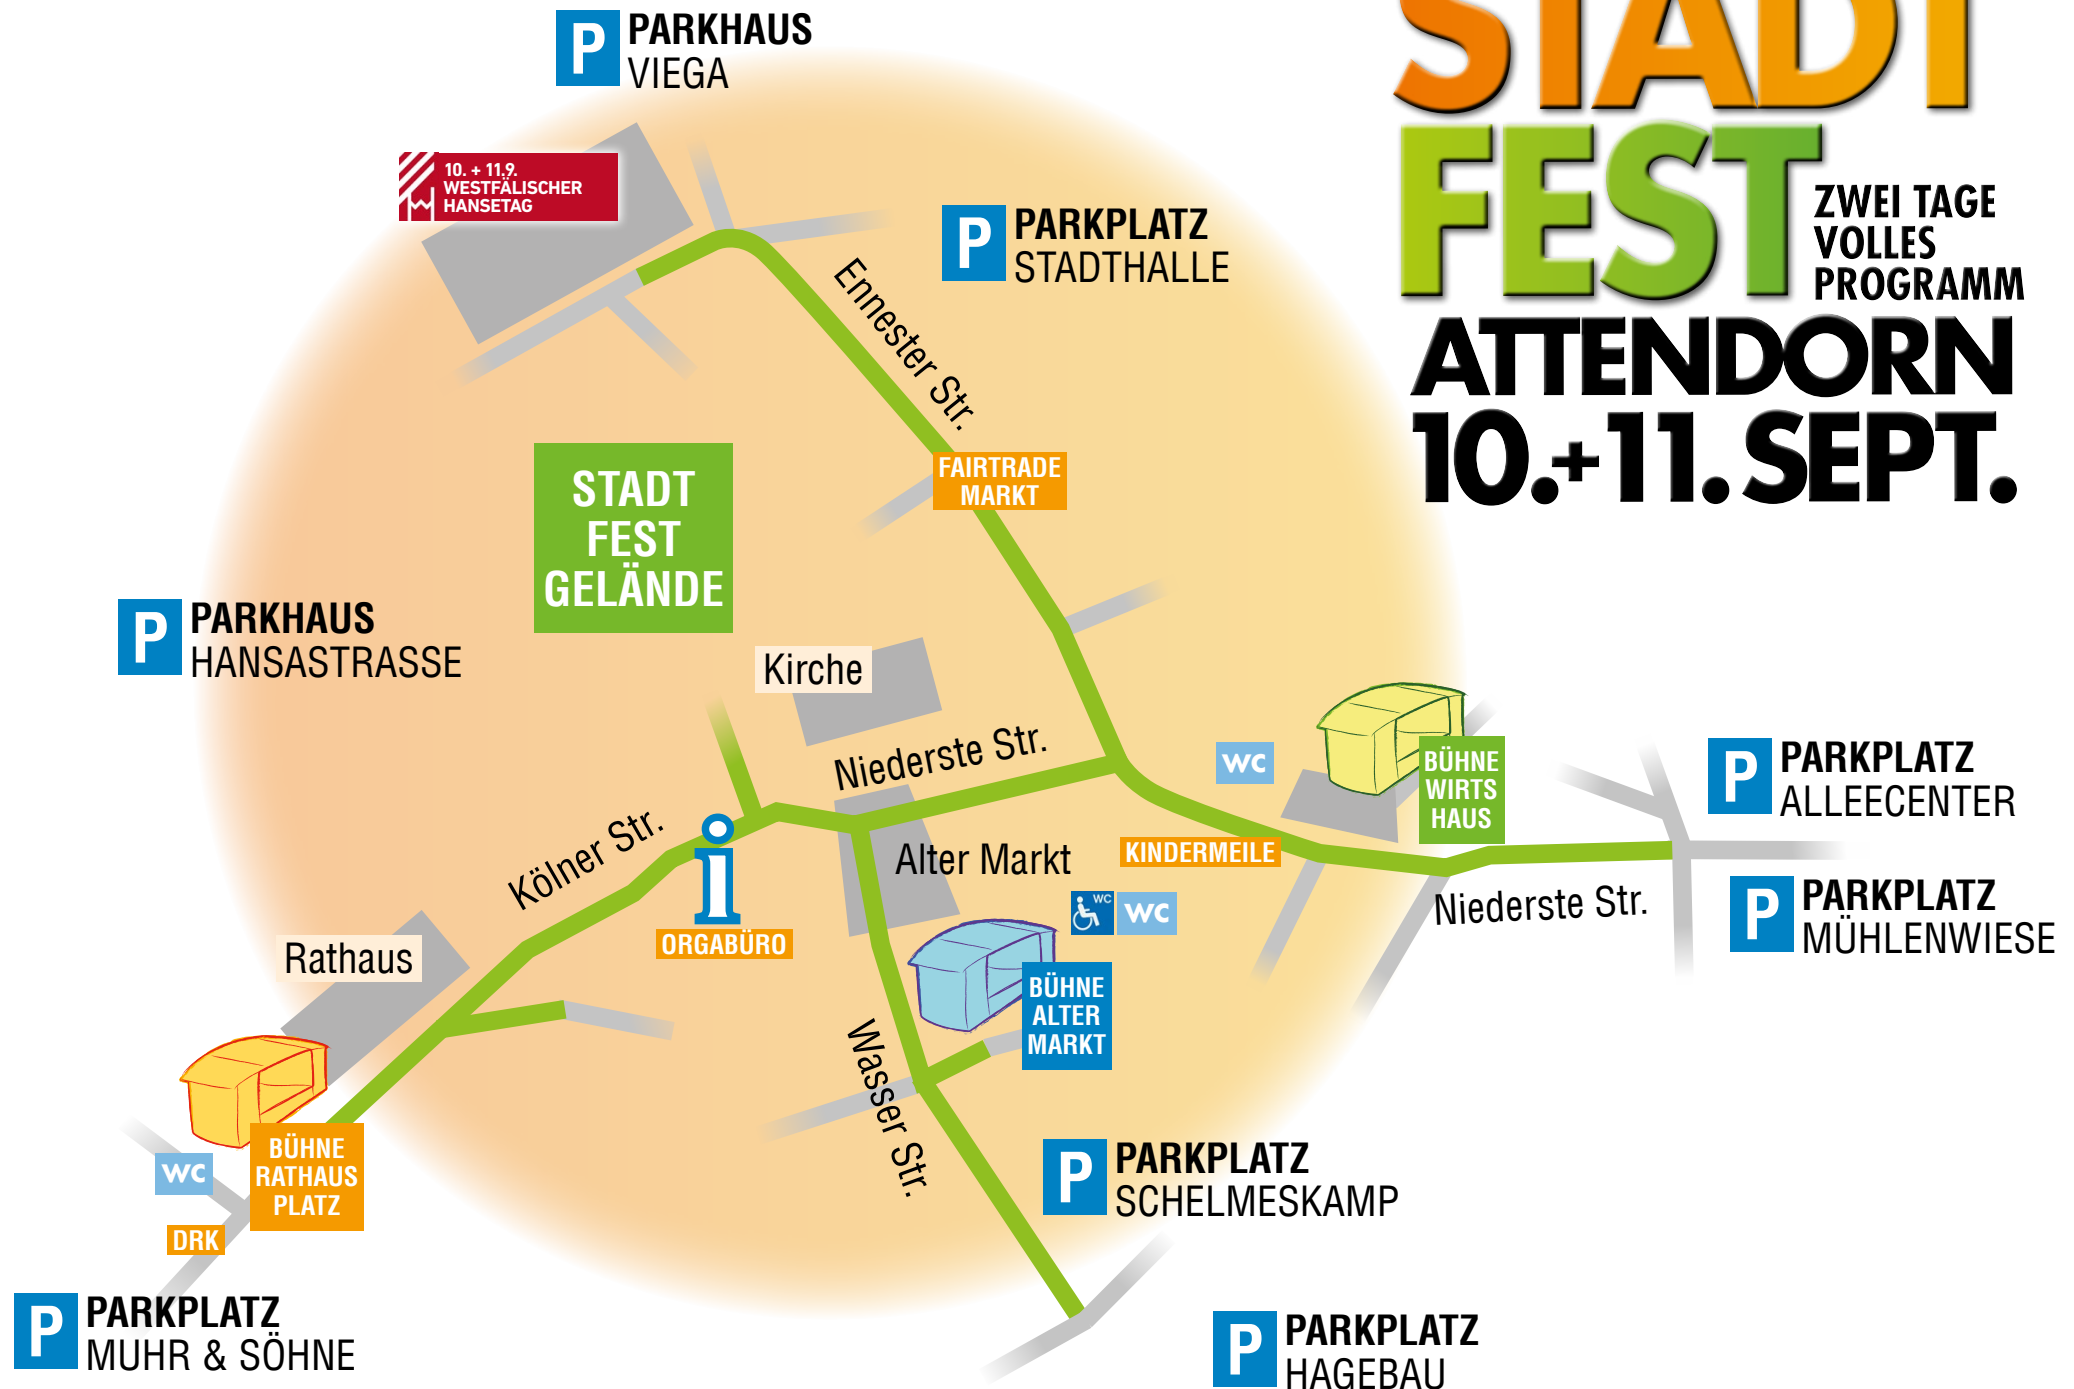 STADT
FEST
ZWEI TAGE
VOLLES
PROGRAMM
ATTENDORN
10.+11. SEPT.
P PARKHAUS
VIEGA
10. + 11.9.
WESTFÄLISCHER
HANSETAG
P PARKPLATZ
STADTHALLE
Ennester Str.
FAIRTRADE
MARKT
STADT
FEST
GELÄNDE
P PARKHAUS
HANSASTRASSE
Kirche
Niederste Str.
WC
BÜHNE
WIRTS
HAUS
P PARKPLATZ
ALLEECENTER
Kölner Str.
i
Alter Markt
KINDERMEILE
Niederste Str.
P PARKPLATZ
MÜHLENWIESE
WC
WC
ORGABÜRO
Rathaus
BÜHNE
ALTER
MARKT
Wasser Str.
BÜHNE
RATHAUS
PLATZ
WC
DRK
P PARKPLATZ
SCHELMESKAMP
P PARKPLATZ
MUHR & SÖHNE
P PARKPLATZ
HAGEBAU